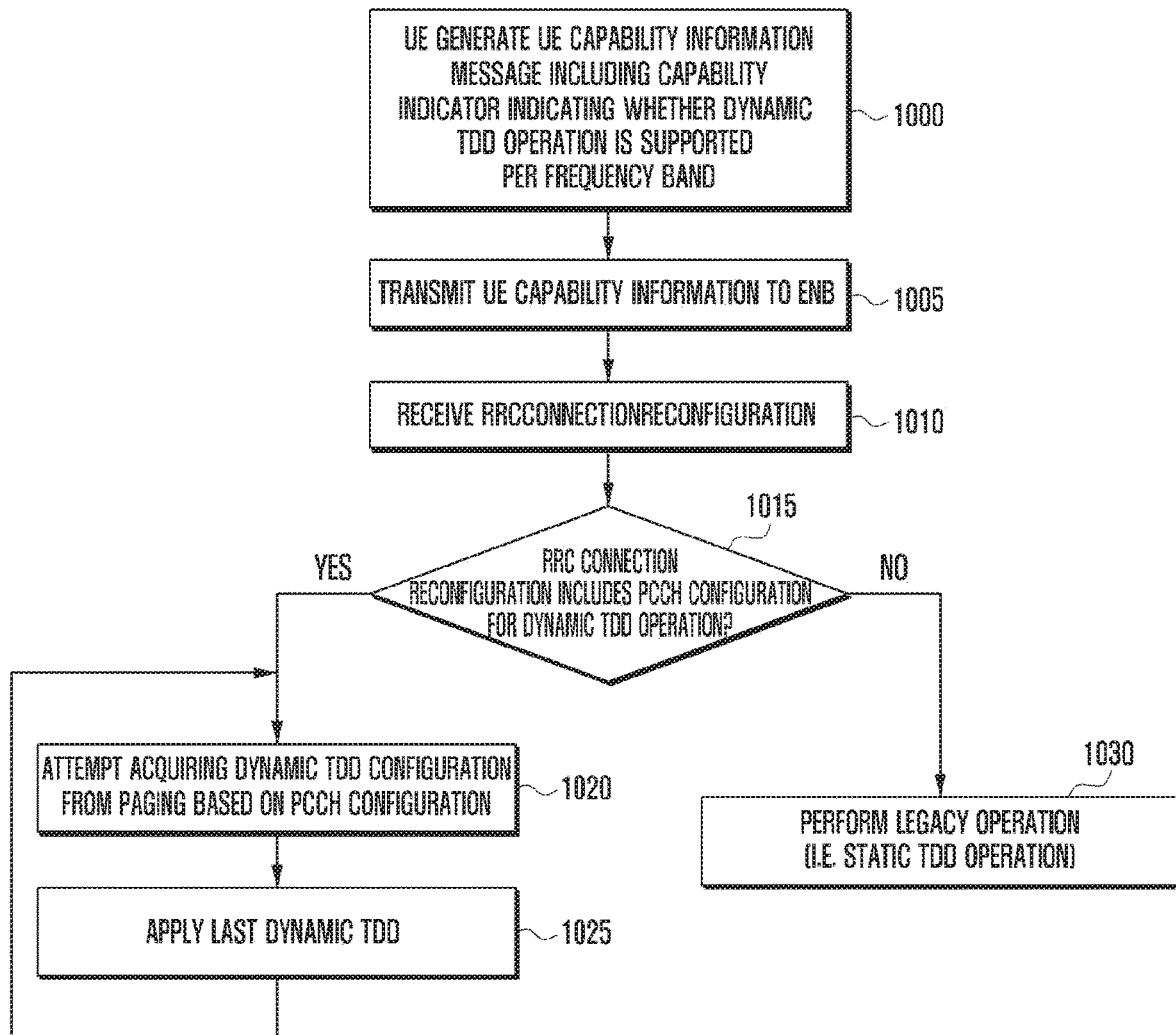 UE GENERATE UE CAPABILITY INFORMATION
MESSAGE INCLUDING CAPABILITY
INDICATOR INDICATING WHETHER DYNAMIC
TDD OPERATION IS SUPPORTED
PER FREQUENCY BAND
1000
TRANSMIT UE CAPABILITY INFORMATION TO ENB
1005
RECEIVE RRCCONNECTIONRECONFIGURATION
1010
1015
RRC CONNECTION
RECONFIGURATION INCLUDES PCCH CONFIGURATION
FOR DYNAMIC TDD OPERATION?
YES
NO
ATTEMPT ACQUIRING DYNAMIC TDD CONFIGURATION
FROM PAGING BASED ON PCCH CONFIGURATION
1020
1030
PERFORM LEGACY OPERATION
(I.E. STATIC TDD OPERATION)
APPLY LAST DYNAMIC TDD
1025